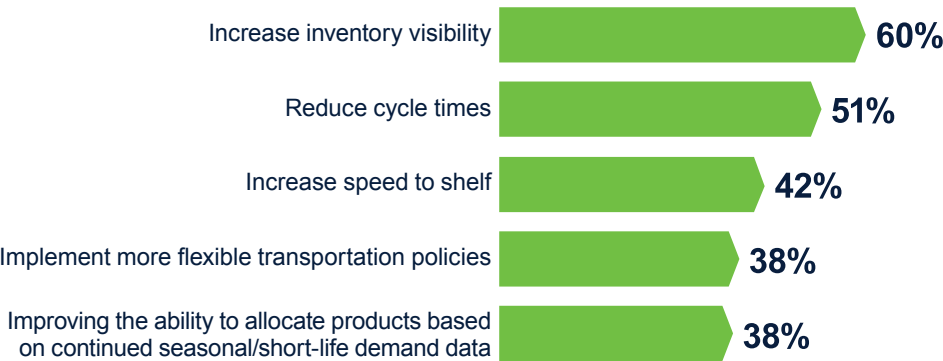 Increase inventory visibility 60%
Reduce cycle times 51%
Increase speed to shelf 42%
Implement more flexible transportation policies 38%
Improving the ability to allocate products based
on continued seasonal/short-life demand data 38%